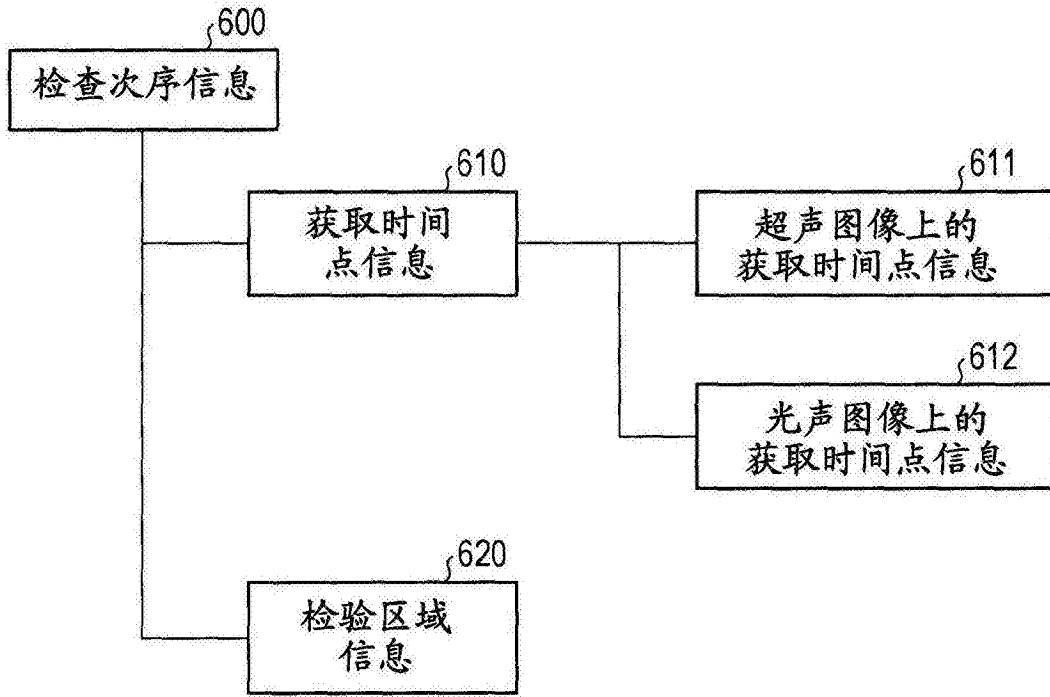 600
检查次序信息
610
获取时间
点信息
611
超声图像上的
获取时间点信息
612
光声图像上的
获取时间点信息
620
检验区域
信息